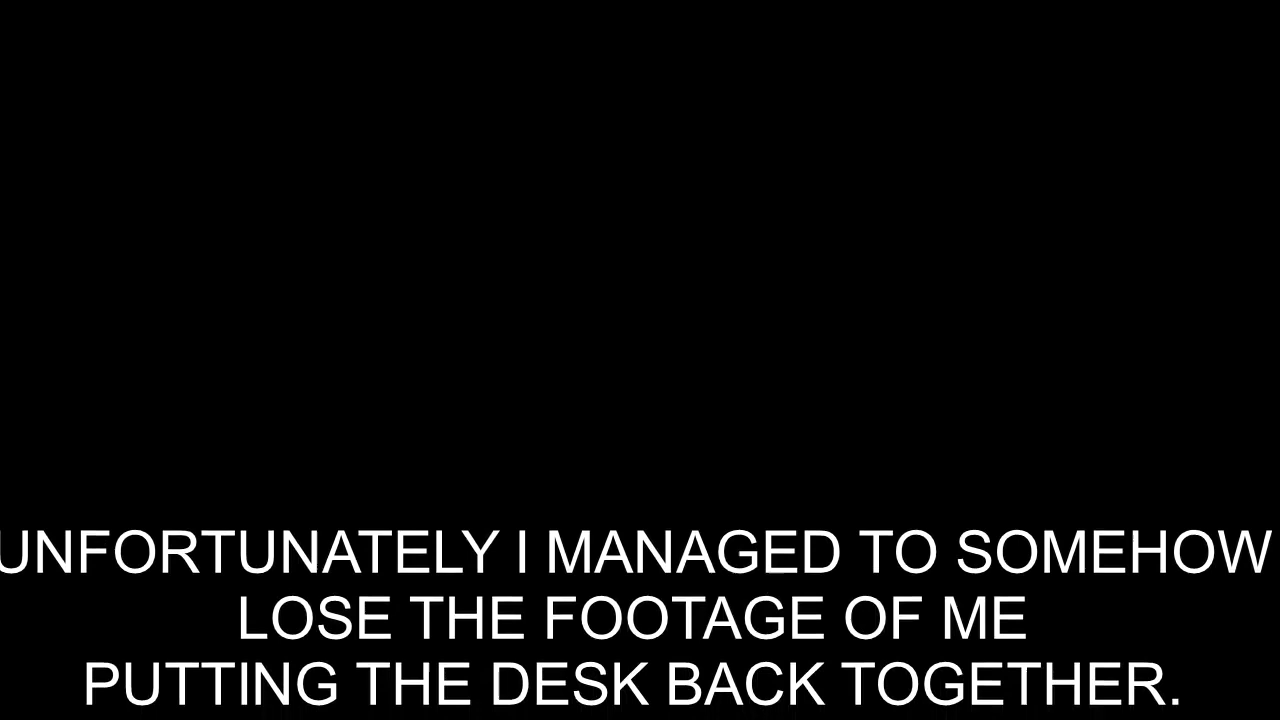 UNFORTUNATELY I MANAGED TO SOMEHOW
LOSE THE FOOTAGE OF ME
PUTTING THE DESK BACK TOGETHER.